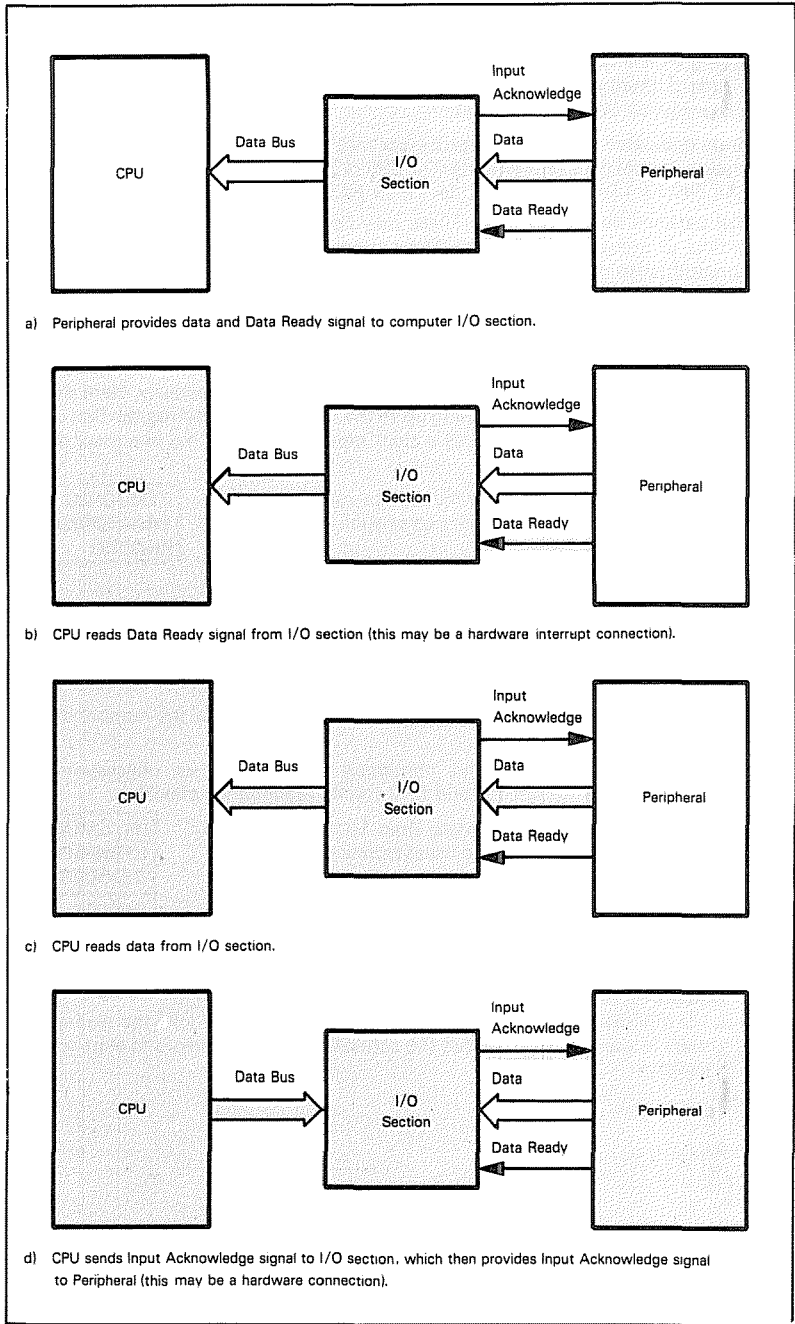 Input
Acknowledge
Data Bus
Data
CPU
I/O
Section
Peripheral
Data Ready
a) Peripheral provides data and Data Ready signal to computer I/O section.
Input
Acknowledge
Data Bus
Data
CPU
I/O
Section
Peripheral
Data Ready
b) CPU reads Data Ready signal from I/O section (this may be a hardware interrupt connection).
Input
Acknowledge
Data Bus
Data
CPU
I/O
Section
Peripheral
Data Ready
c) CPU reads data from I/O section.
Input
Acknowledge
Data Bus
Data
CPU
I/O
Section
Peripheral
Data Ready
d) CPU sends Input Acknowledge signal to I/O section, which then provides Input Acknowledge signal
to Peripheral (this may be a hardware connection).